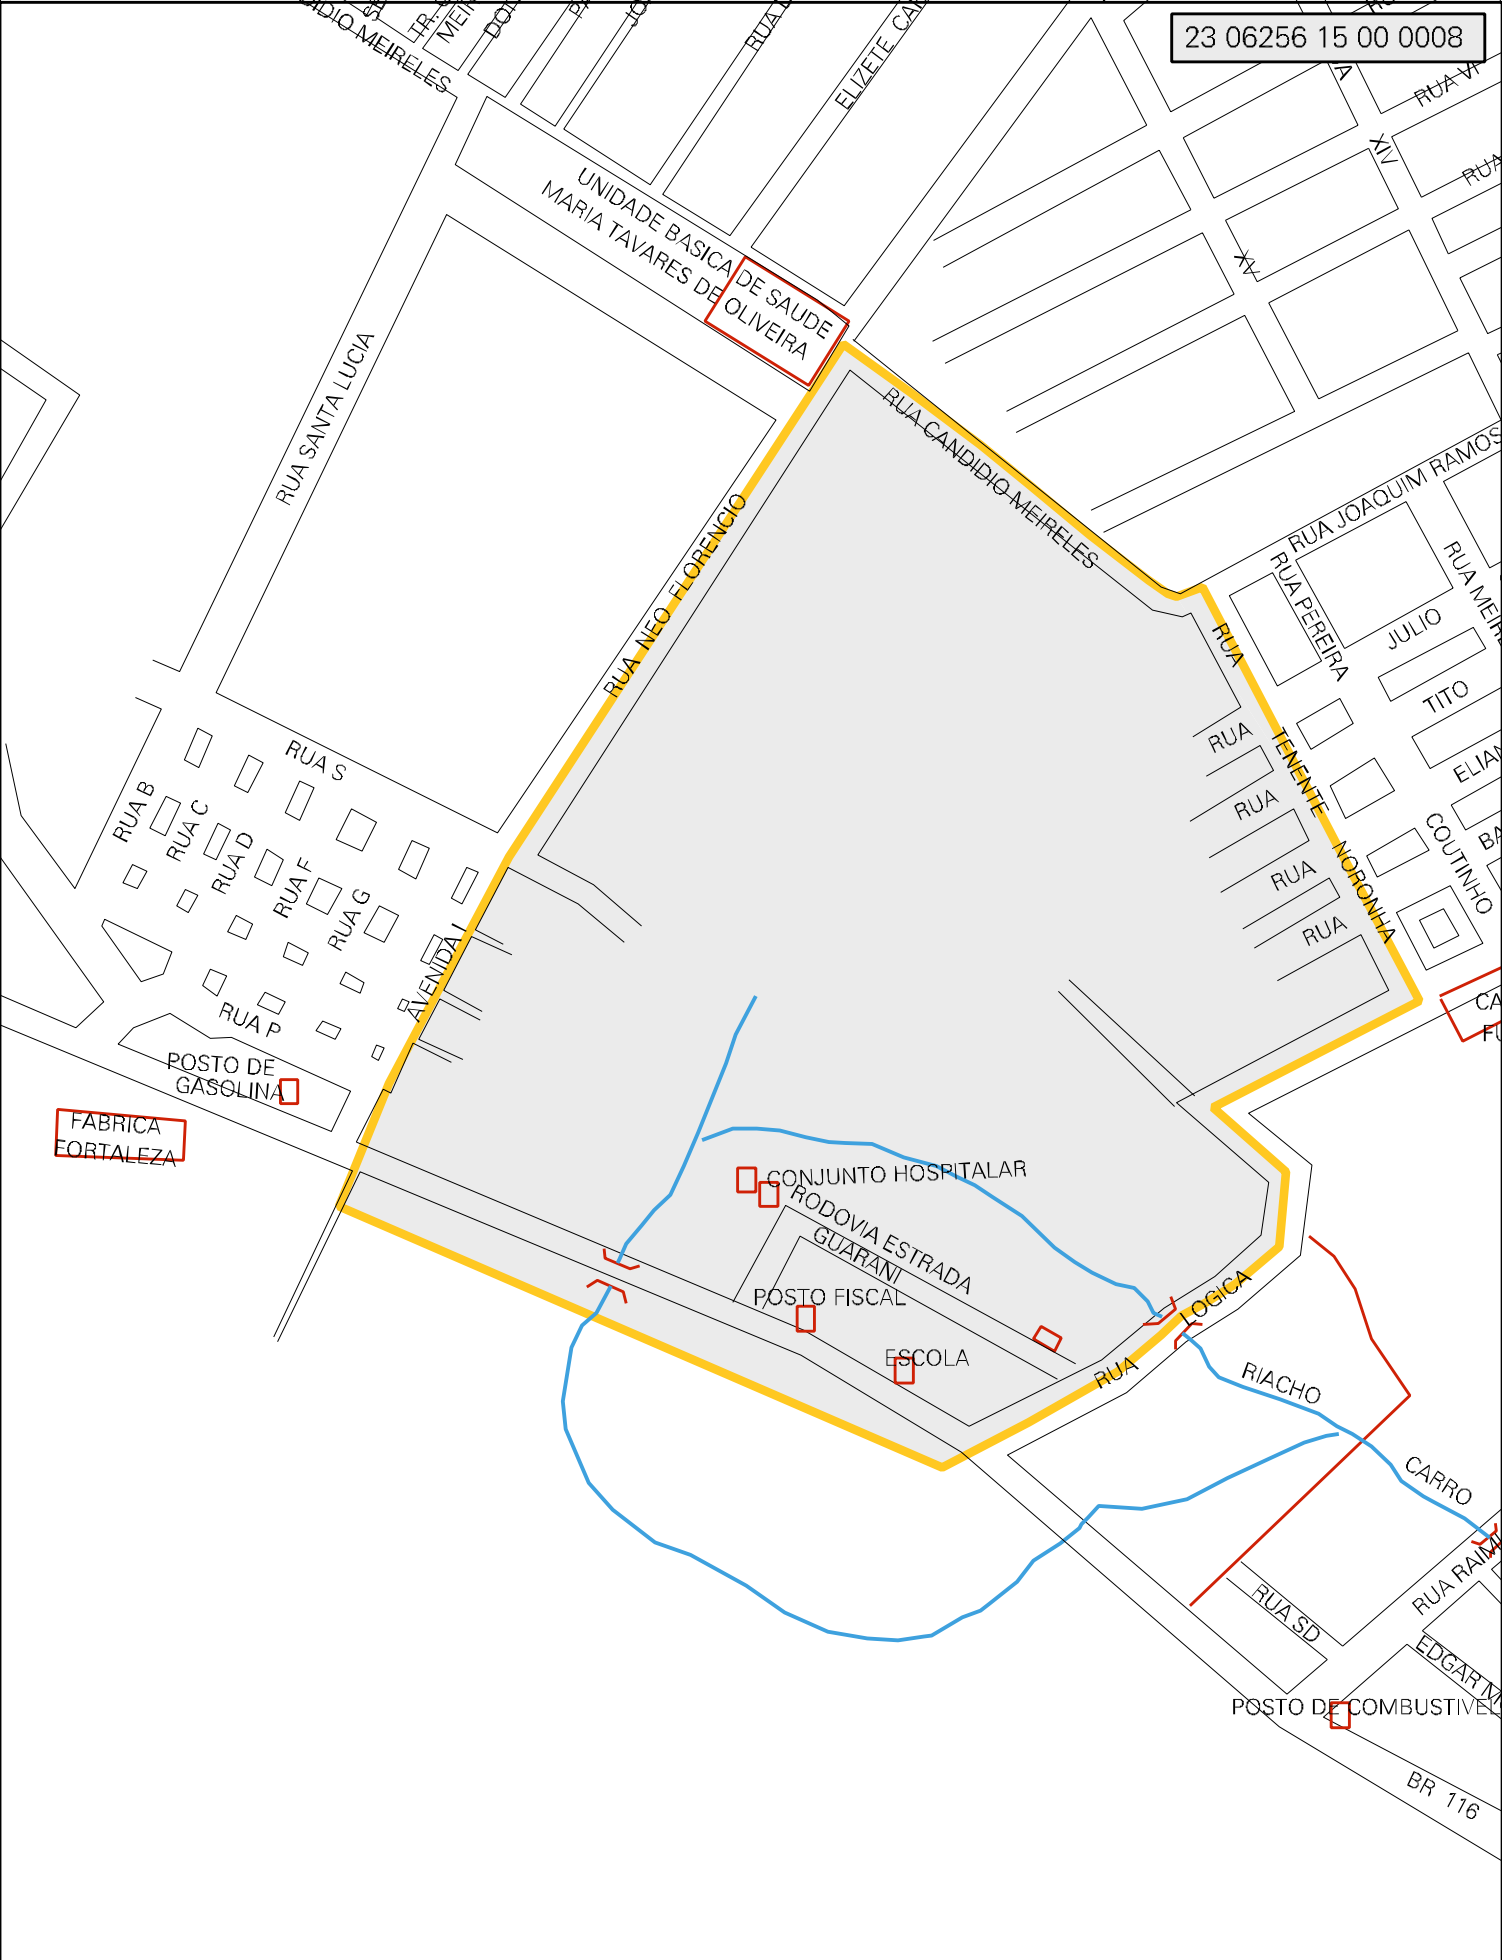 23 06256 15 00 0008
DIDIO MEIRELES
TR.
ELIZETE
RUA VI
XIV
RUA
XV
UNIDADE BASICA DE SAUDE
MARIA TAVARES DE OLIVEIRA
RUA SANTA LUCIA
RUA CANDIDIO MEIRELES
RUA JOAQUIM RAMOS
RUA NEO FLORENCIO
RUA PEREIRA
RUA
JULIO
TITO
RUA TENENTE NORONHA
RUA
RUA
RUA
RUA
COUTINHO
RUA S
RUA B
RUA C
RUA D
RUA F
RUA G
AVENIDA I
RUA P
POSTO DE
GASOLINA
FABRICA
FORTALEZA
CONJUNTO HOSPITALAR
RODOVIA ESTRADA
GUARANI
POSTO FISCAL
ESCOLA
RUA LOGICA
RIACHO
CARRO
RUA SD
RUA
EDGAR
POSTO DE COMBUSTIVEL
BR 116